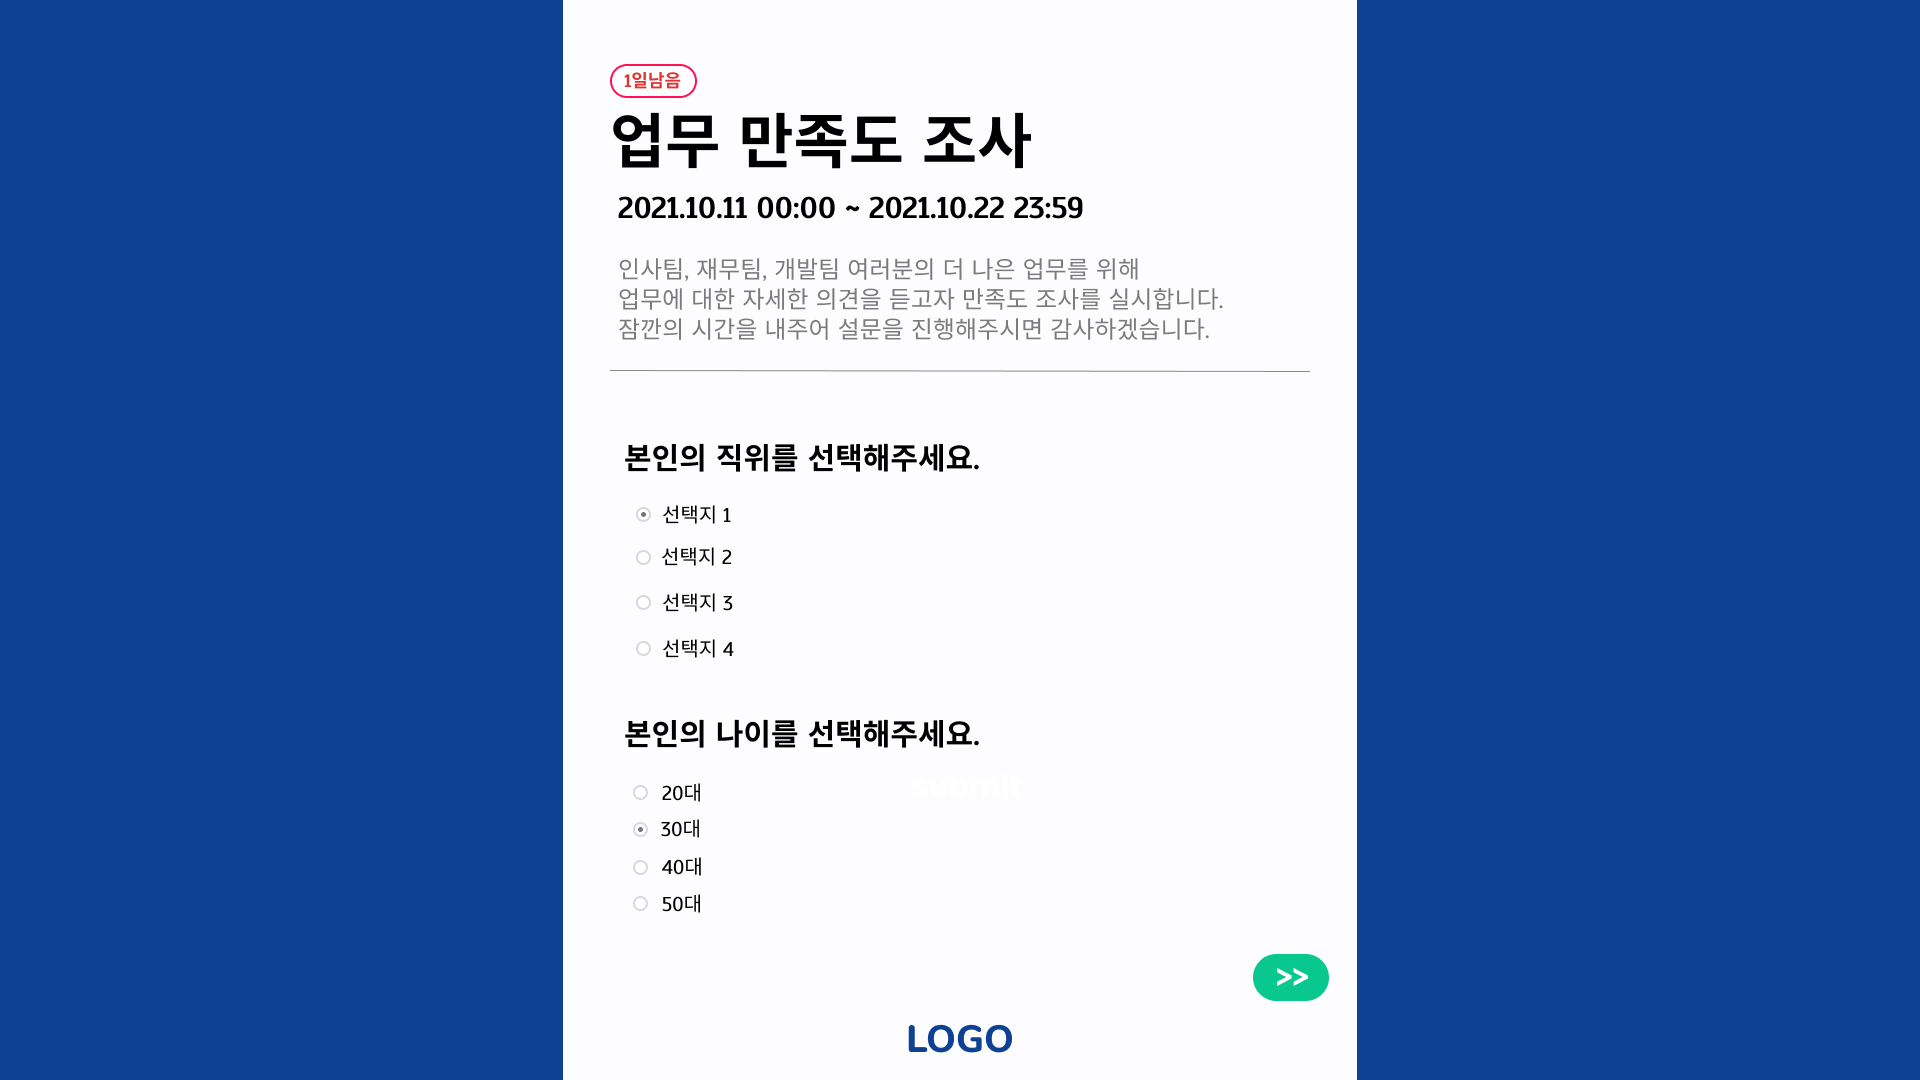 1일남음
업무 만족도 조사
2021.10.11 00:00 ~ 2021.10.22 23:59
인사팀, 재무팀, 개발팀 여러분의 더 나은 업무를 위해
업무에 대한 자세한 의견을 듣고자 만족도 조사를 실시합니다.
잠깐의 시간을 내주어 설문을 진행해주시면 감사하겠습니다.
본인의 직위를 선택해주세요.
선택지 1
선택지 2
선택지 3
선택지 4
본인의 나이를 선택해주세요.
submit
20대
30대
40대
50대
>>
LOGO